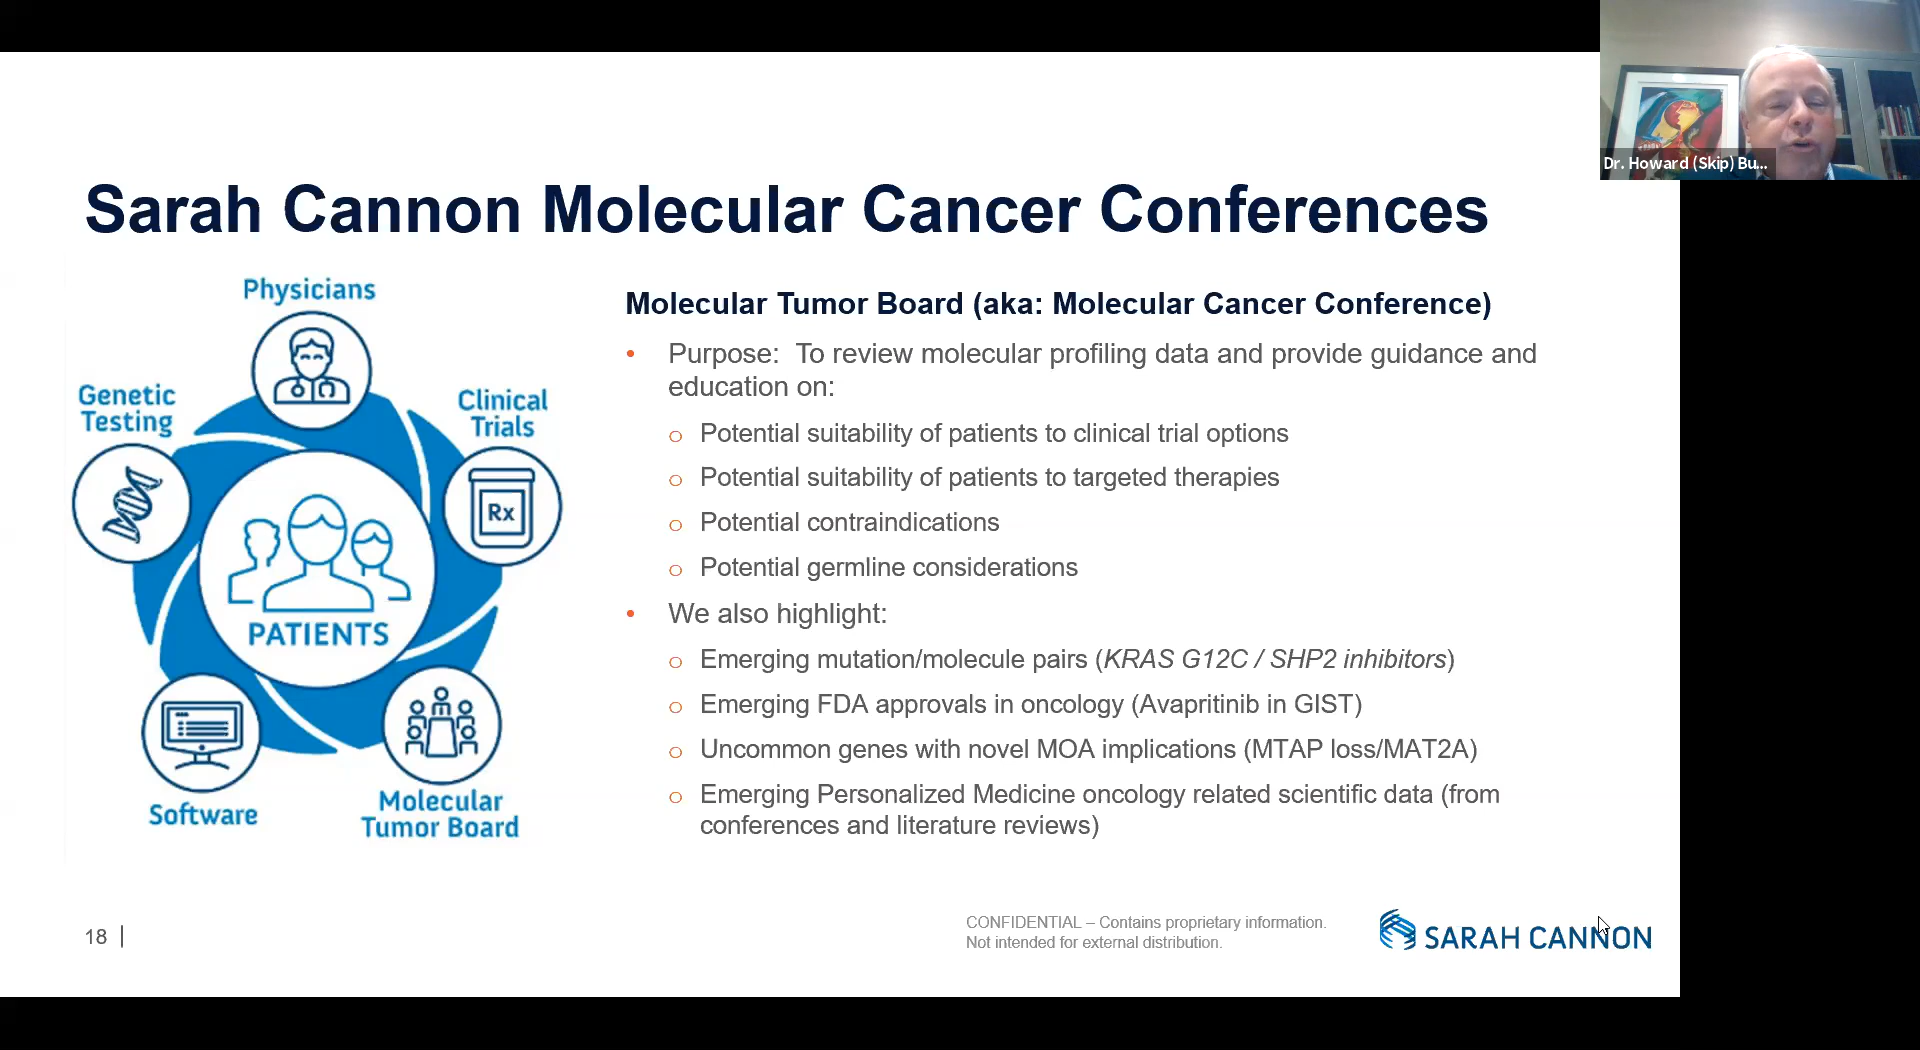 Dr. Howard (Skip) Bu...
Sarah Cannon Molecular Cancer Conferences
Physicians
Genetic
Testing
Clinical
Trials
Rx
PATIENTS
Software
Molecular
Tumor Board
Molecular Tumor Board (aka: Molecular Cancer Conference)
• Purpose: To review molecular profiling data and provide guidance and
education on:
o Potential suitability of patients to clinical trial options
o Potential suitability of patients to targeted therapies
o Potential contraindications
o Potential germline considerations
• We also highlight:
o Emerging mutation/molecule pairs (KRAS G12C / SHP2 inhibitors)
o Emerging FDA approvals in oncology (Avapritinib in GIST)
o Uncommon genes with novel MOA implications (MTAP loss/MAT2A)
o Emerging Personalized Medicine oncology related scientific data (from
conferences and literature reviews)
18 |
CONFIDENTIAL – Contains proprietary information.
Not intended for external distribution.
SARAH CANNON